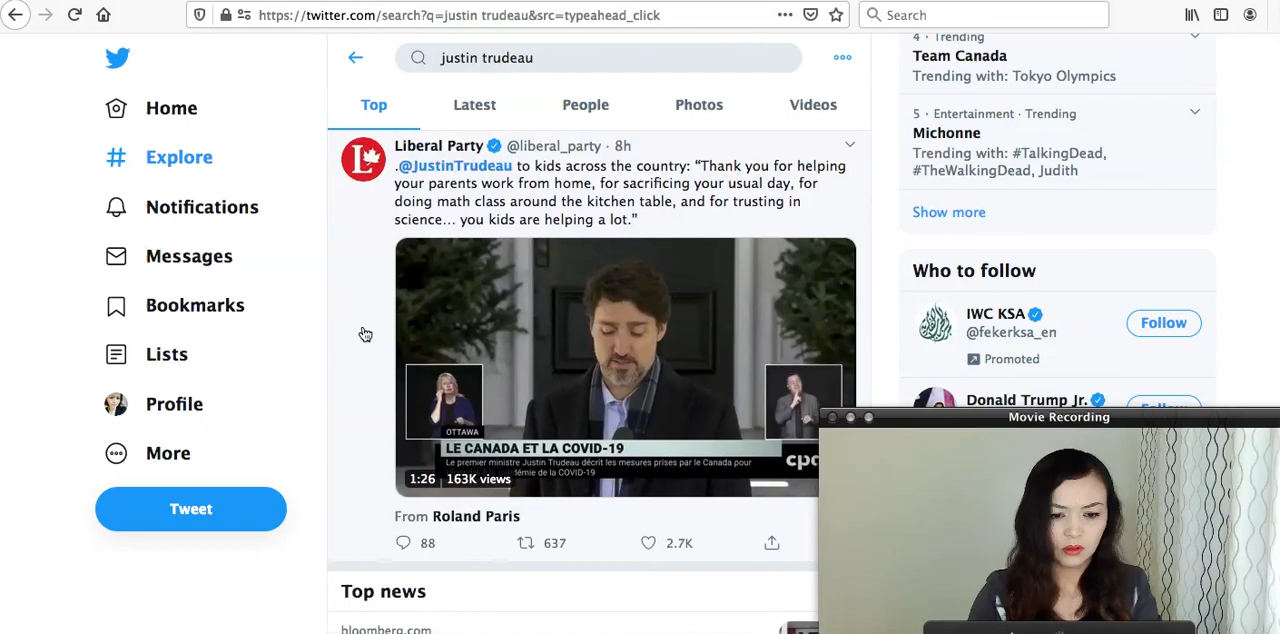 https://twitter.com/search?q=justin trudeau&src=typeahead_click
Search
Home
Explore
Notifications
Messages
Bookmarks
Lists
Profile
More
Tweet
justin trudeau
Top Latest People Photos Videos
Liberal Party @liberal_party · 8h
.@JustinTrudeau to kids across the country: “Thank you for helping
your parents work from home, for sacrificing your usual day, for
doing math class around the kitchen table, and for trusting in
science… you kids are helping a lot.”
OTTAWA
LE CANADA ET LA COVID-19
Le premier ministre Justin Trudeau décrit les mesures prises par le Canada pour
de la COVID-19
cpa
1:26 163K views
From Roland Paris
88 637 2.7K
Top news
bloomberg.com
4 · Trending
Team Canada
Trending with: Tokyo Olympics
5 · Entertainment · Trending
Michonne
Trending with: #TalkingDead,
#TheWalkingDead, Judith
Show more
Who to follow
IWC KSA
@fekerksa_en
Follow
Promoted
Donald Trump Jr.
Follow
Movie Recording